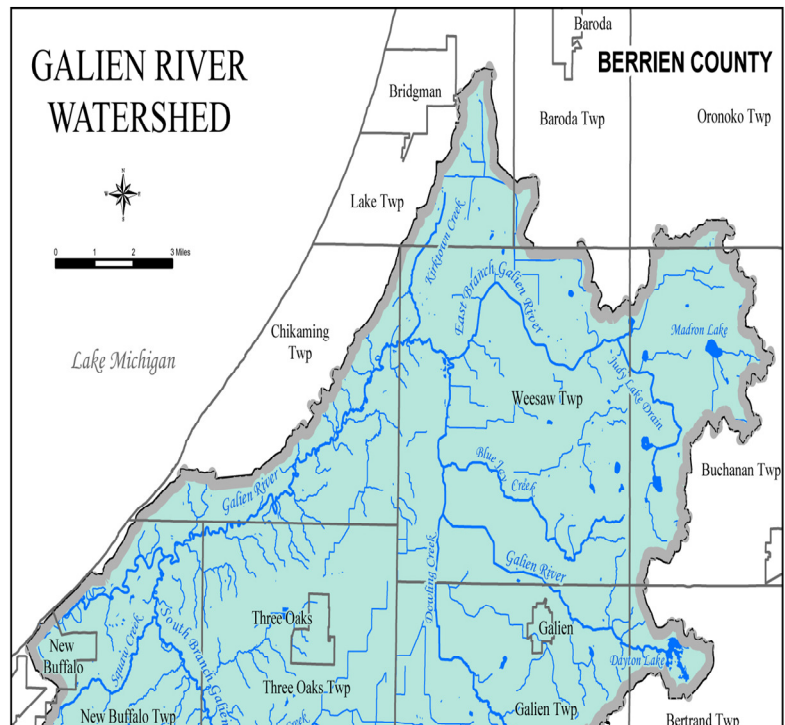 GALIEN RIVER
WATERSHED
Baroda
BERRIEN COUNTY
Bridgman
Baroda Twp
Oronoko Twp
Lake Twp
0 1 2 3 Miles
Kirktown Creek
East Branch Galien River
Lake Michigan
Chikaming
Twp
Madron Lake
Judy Lake Drain
Weesaw Twp
Blue Jay Creek
Buchanan Twp
Galien River
Dowling Creek
Galien River
Three Oaks
Galien
Squaw Creek
South Branch Galien
New
Buffalo
Dayton Lake
Three Oaks Twp
New Buffalo Twp
Creek
Galien Twp
Bertrand Twp